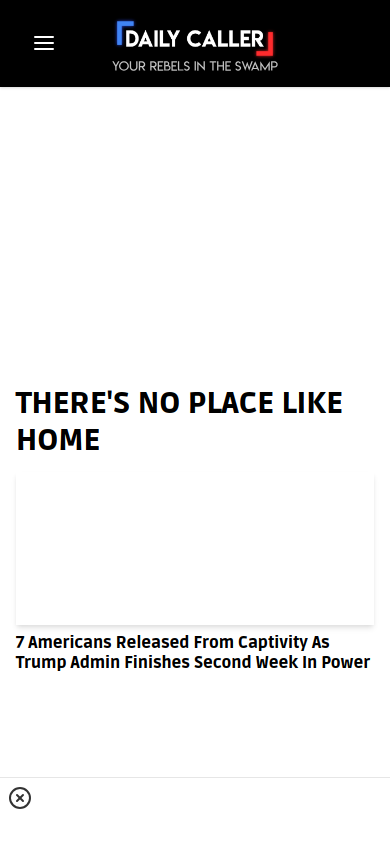 DAILY CALLER
YOUR REBELS IN THE SWAMP
THERE'S NO PLACE LIKE
HOME
7 Americans Released From Captivity As
Trump Admin Finishes Second Week In Power